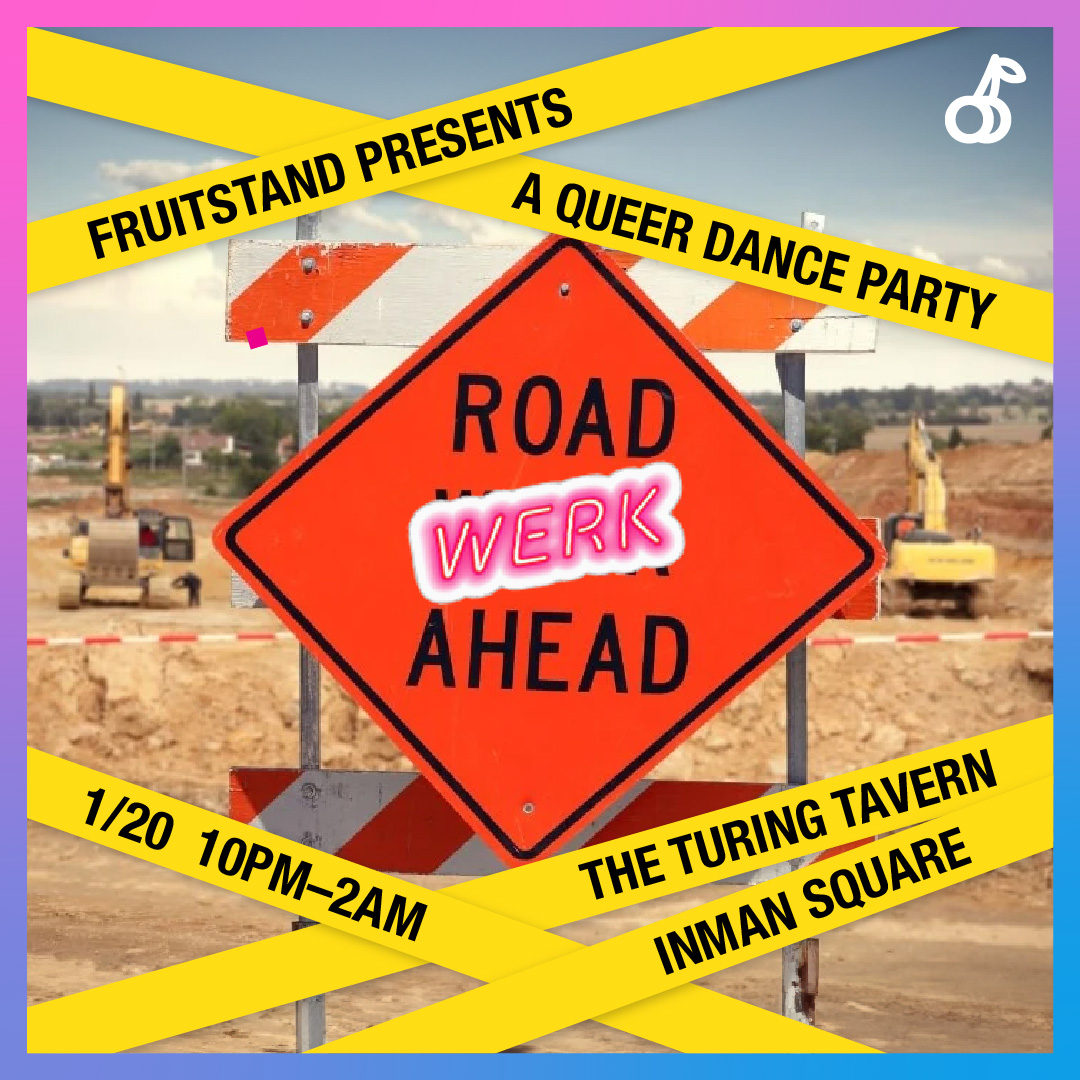 FRUITSTAND PRESENTS
A QUEER DANCE PARTY
ROAD
WERK
AHEAD
1/20 10PM–2AM
THE TURING TAVERN
INMAN SQUARE